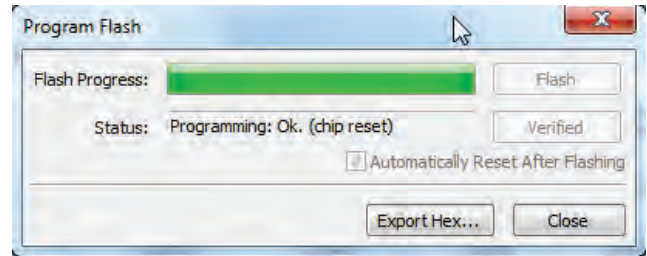 Program Flash
Flash Progress: Flash
Status: Programming: Ok. (chip reset) Verified
Automatically Reset After Flashing
Export Hex... Close